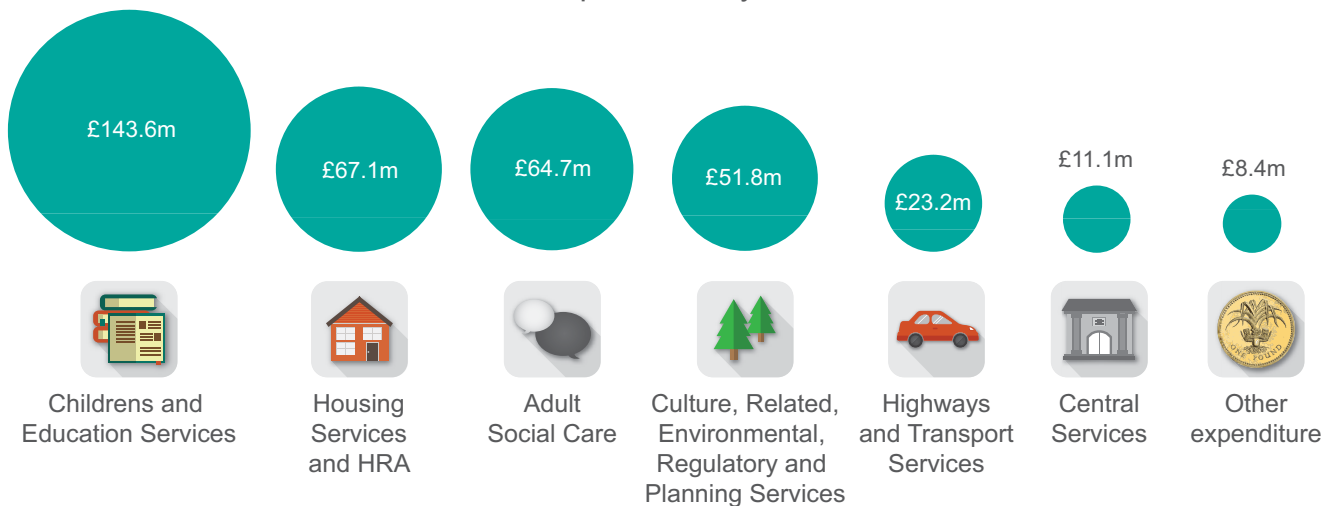 £143.6m
£67.1m
£64.7m
£51.8m
£23.2m
£11.1m
£8.4m
ONE POUND
Childrens and
Education Services
Housing
Services
and HRA
Adult
Social Care
Culture, Related,
Environmental,
Regulatory and
Planning Services
Highways
and Transport
Services
Central
Services
Other
expenditure